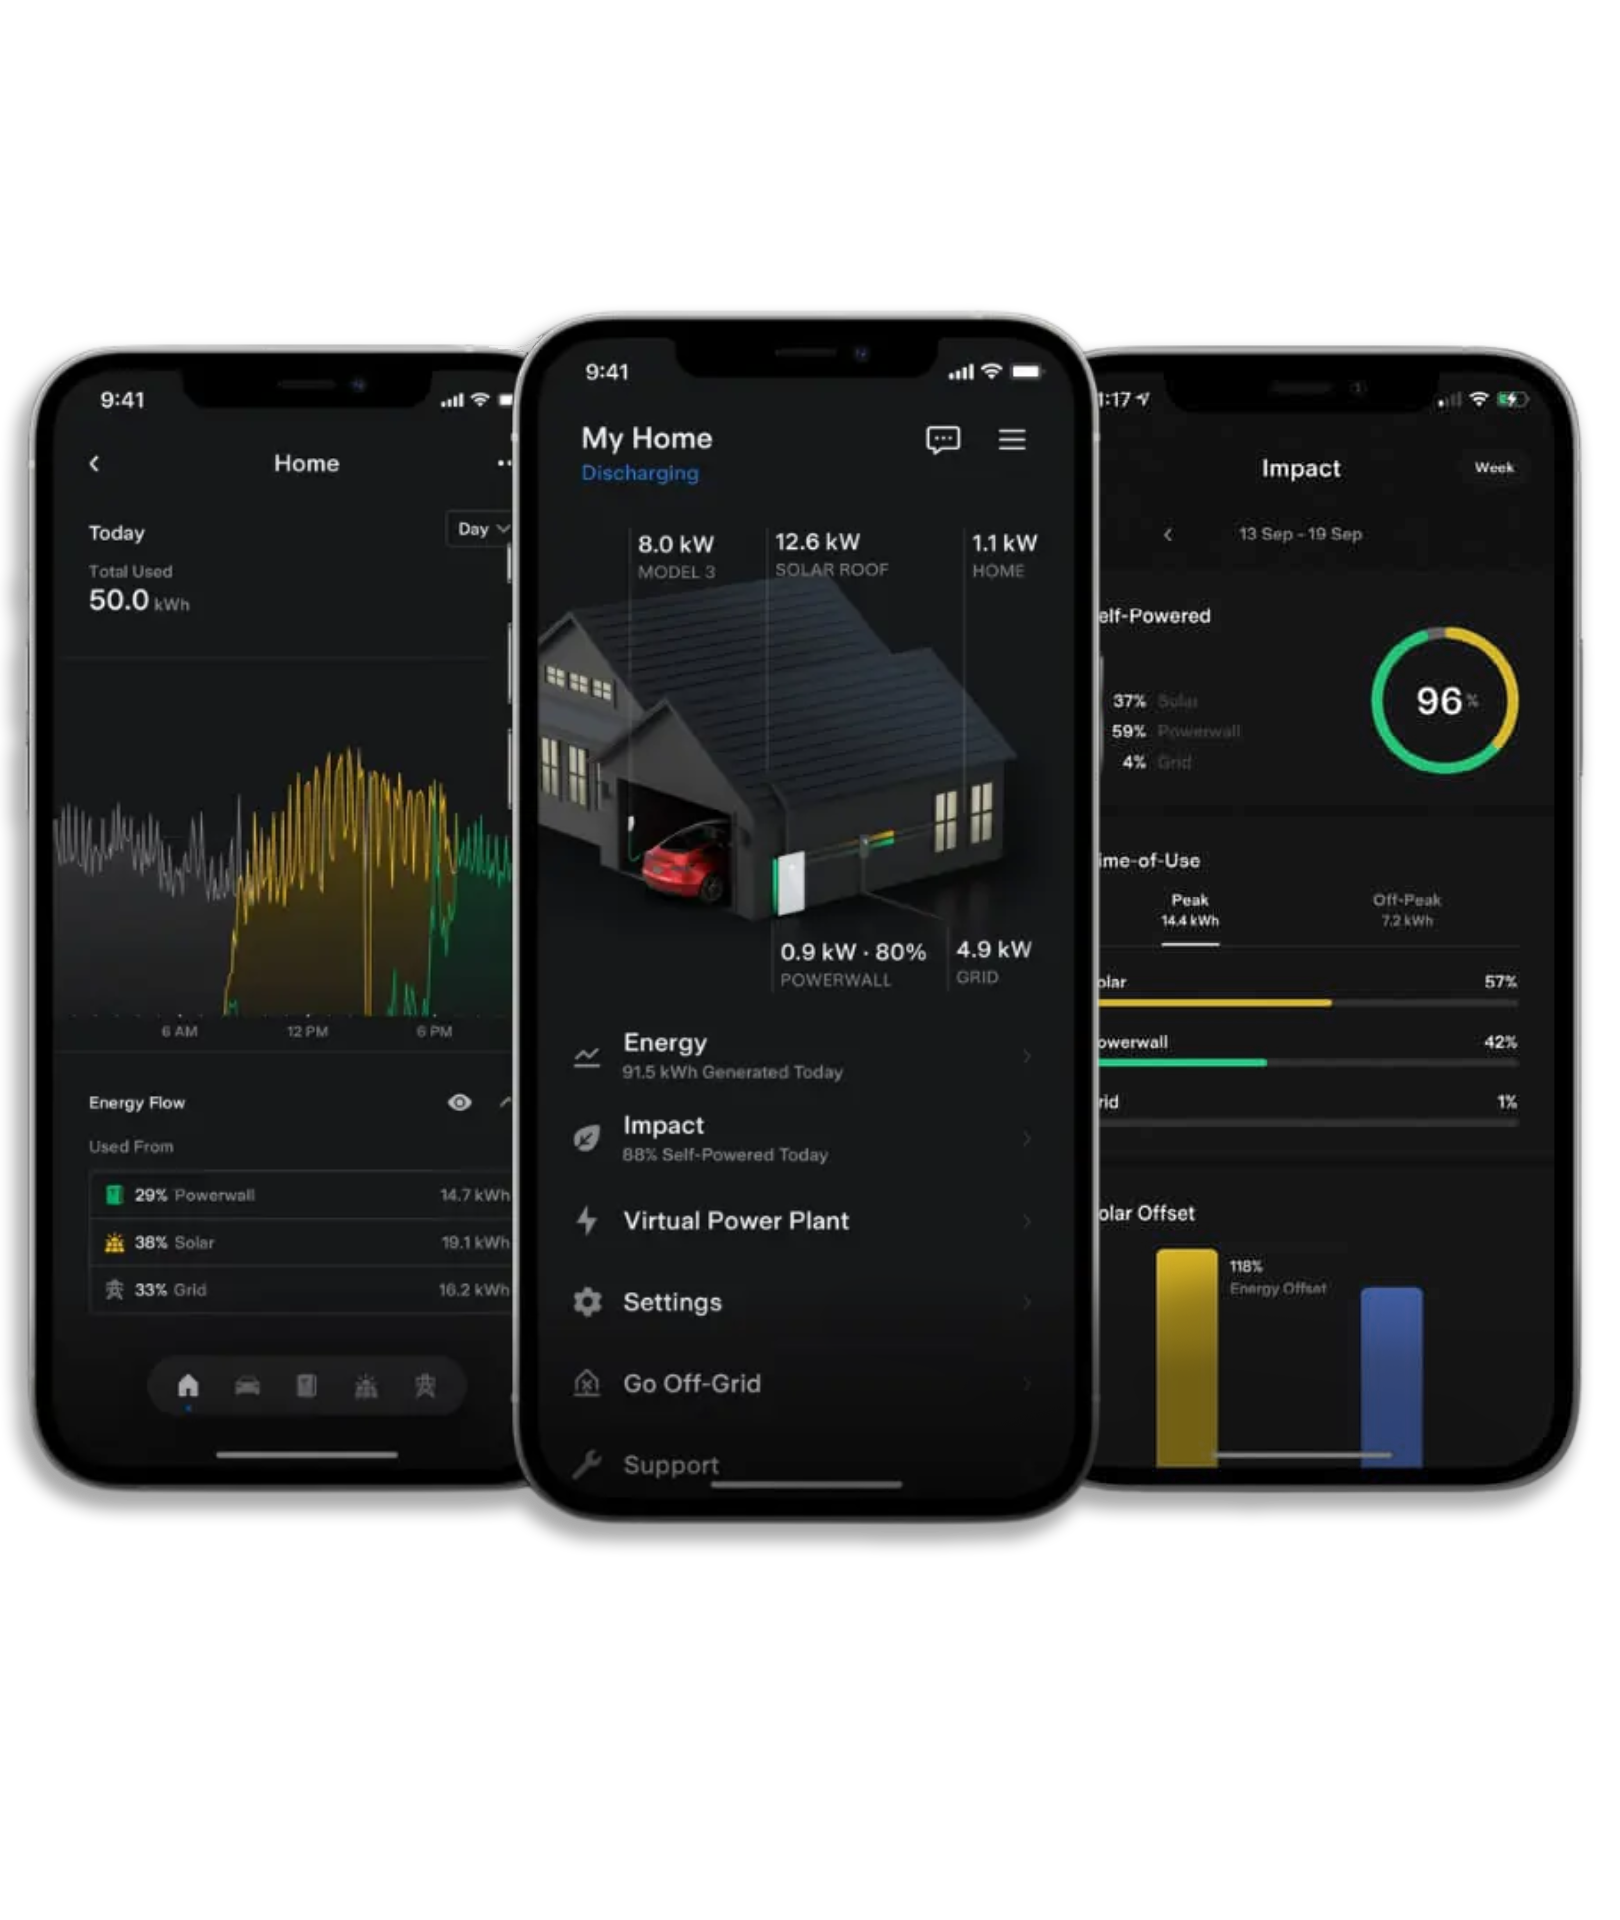 9:41
Home
Today
Day
Total Used
50.0 kWh
6 AM 12 PM 6 PM
Energy Flow
Used From
29% Powerwall 14.7 kWh
38% Solar 19.1 kWh
33% Grid 16.2 kWh
9:41
My Home
Discharging
8.0 kW 12.6 kW 1.1 kW
MODEL 3 SOLAR ROOF HOME
0.9 kW · 80% 4.9 kW
POWERWALL GRID
Energy
91.5 kWh Generated Today
Impact
88% Self-Powered Today
Virtual Power Plant
Settings
Go Off-Grid
Support
1:17
Impact
Week
13 Sep - 19 Sep
elf-Powered
37% Solar
59% Powerwall
4% Grid
96%
ime-of-Use
Peak Off-Peak
14.4 kWh 7.2 kWh
olar 57%
owerwall 42%
rid 1%
olar Offset
118%
Energy Offset